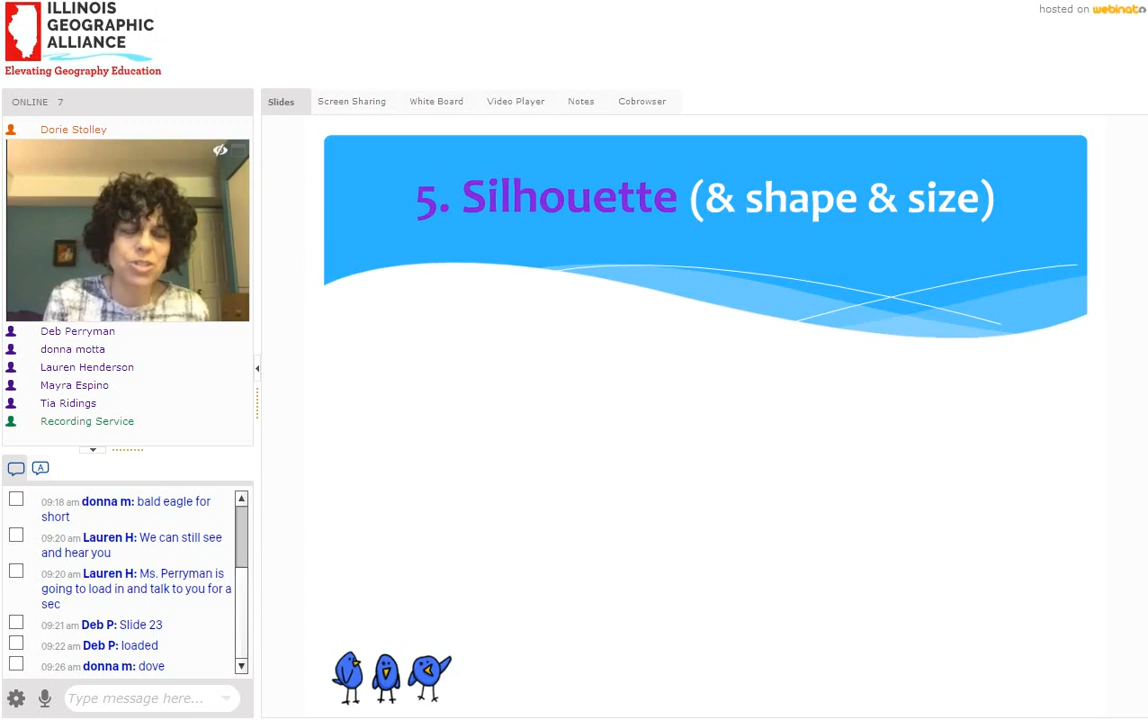 ILLINOIS
GEOGRAPHIC
ALLIANCE
Elevating Geography Education
hosted on webinato
ONLINE 7
Slides
Screen Sharing
White Board
Video Player
Notes
Cobrowser
Dorie Stolley
Deb Perryman
donna motta
Lauren Henderson
Mayra Espino
Tia Ridings
Recording Service
A
09:18 am donna m: bald eagle for
short
09:20 am Lauren H: We can still see
and hear you
09:20 am Lauren H: Ms. Perryman is
going to load in and talk to you for a
sec
09:21 am Deb P: Slide 23
09:22 am Deb P: loaded
09:26 am donna m: dove
Type message here...
5. Silhouette (& shape & size)